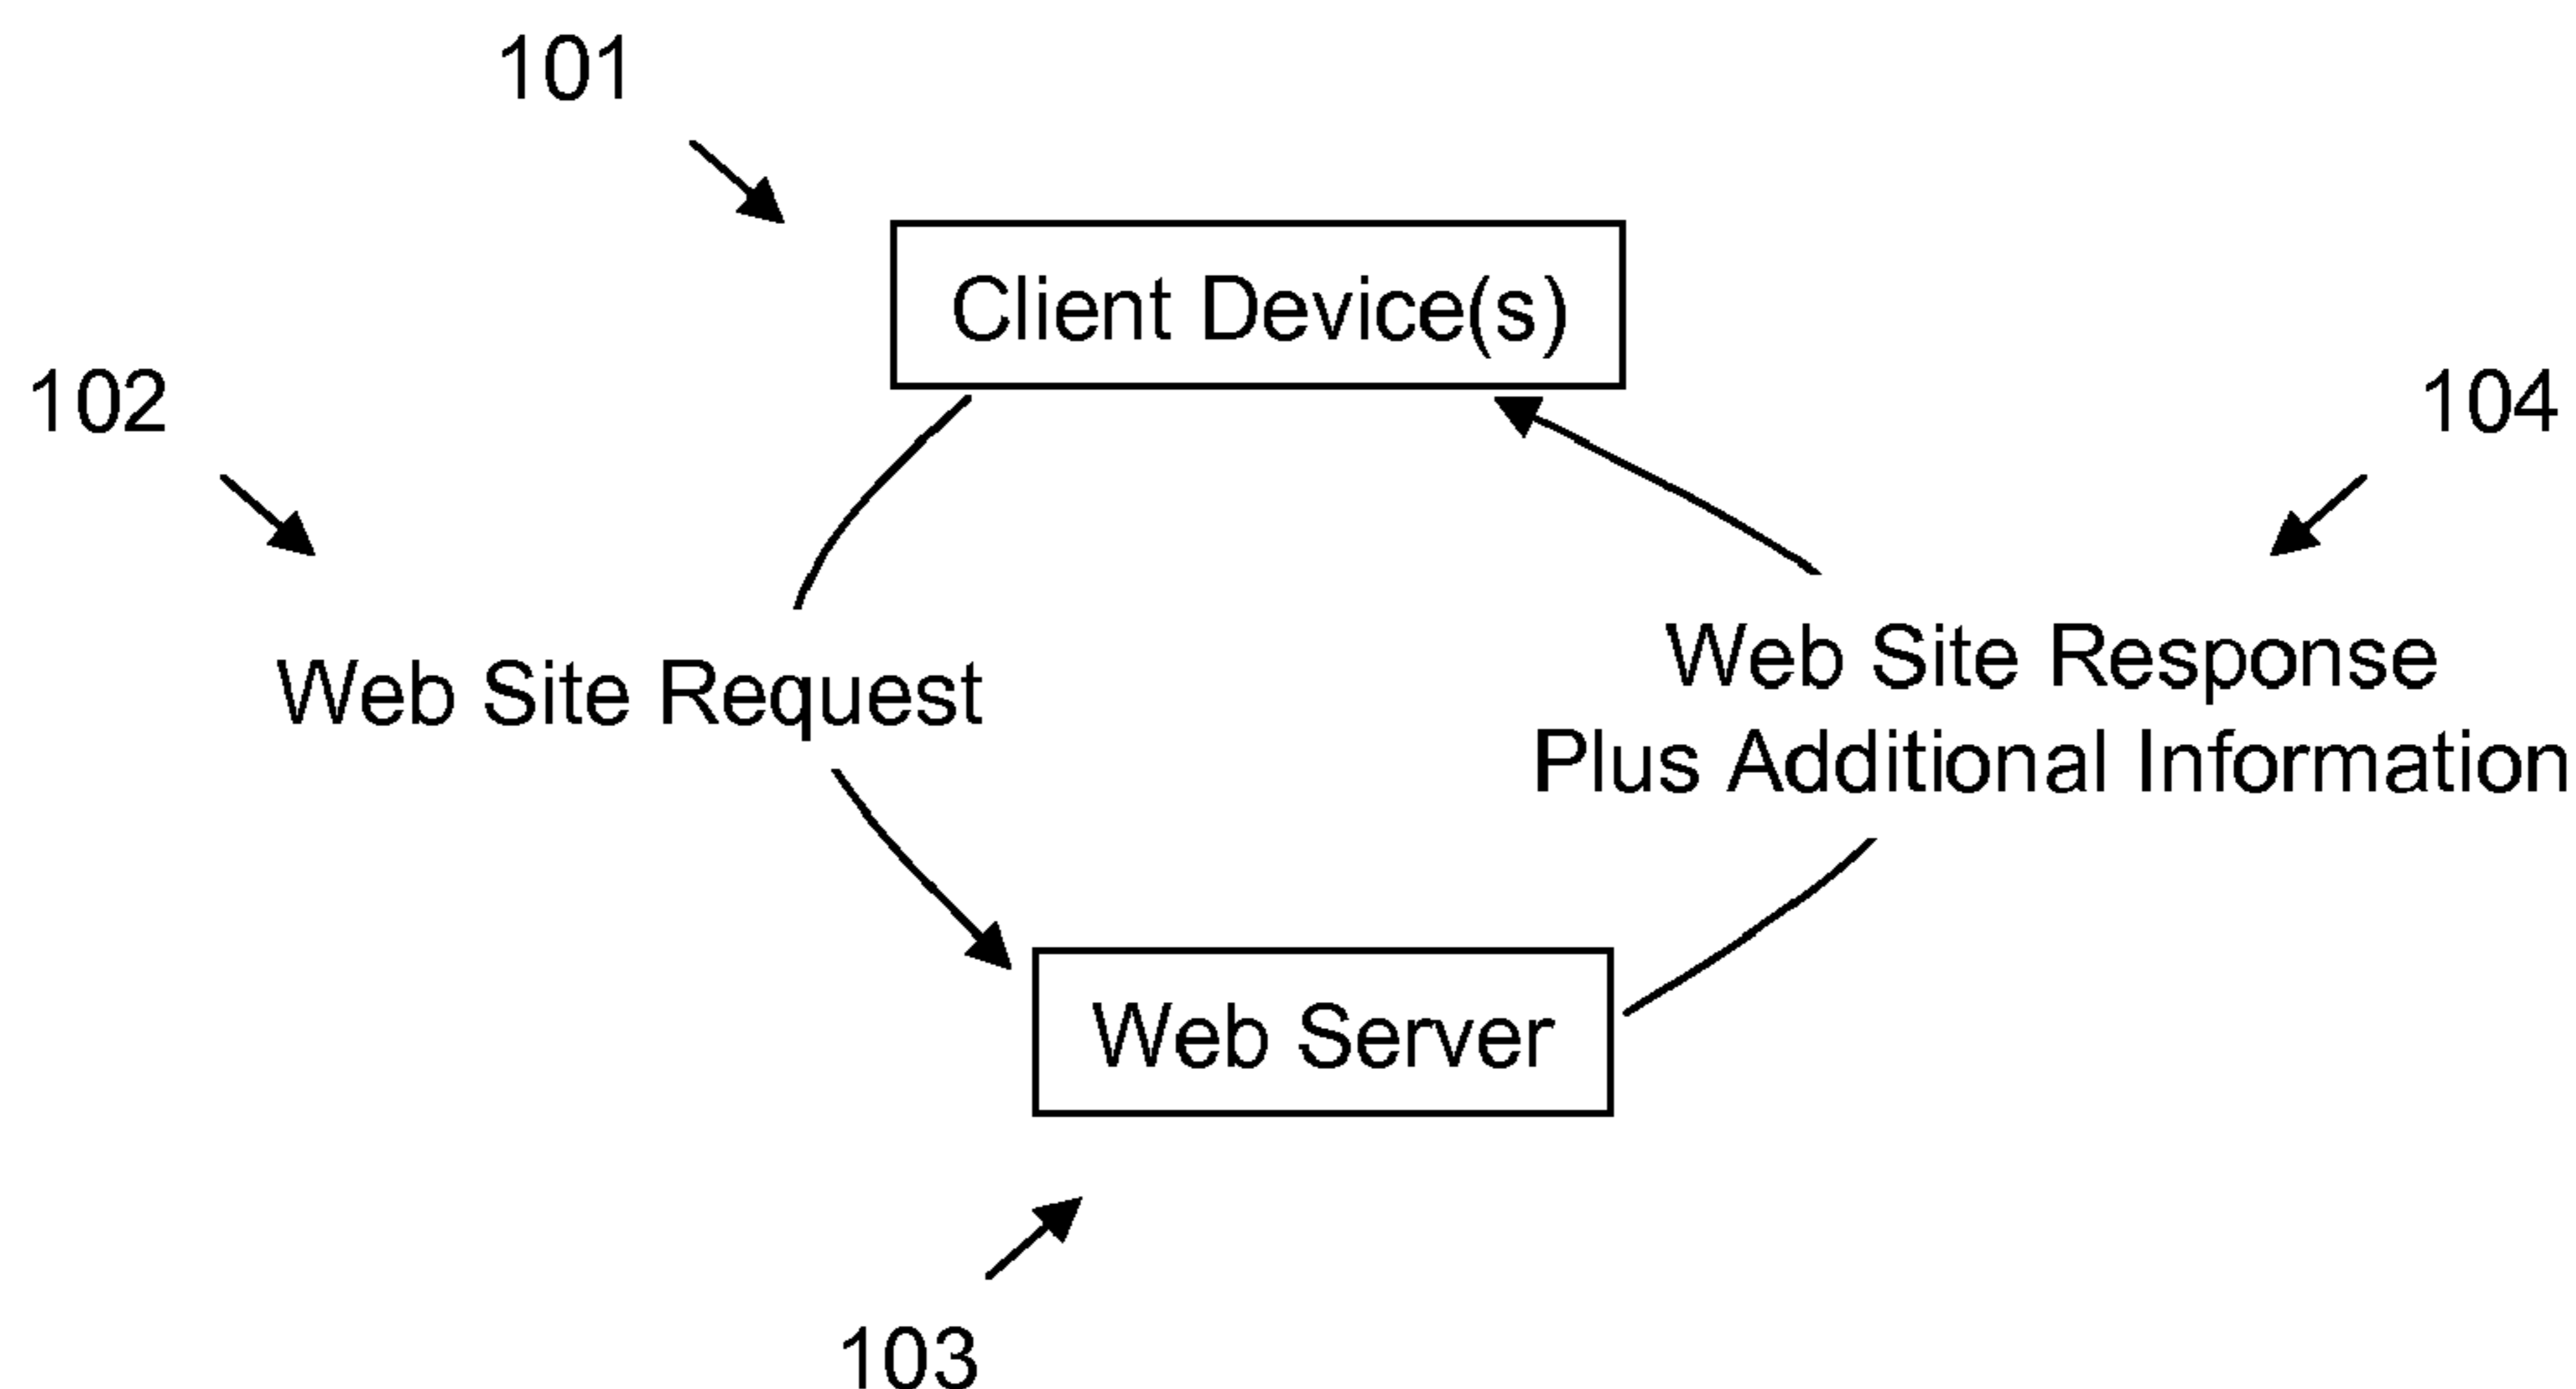 101
Client Device(s)
102
104
Web Site Request
Web Site Response
Plus Additional Information
Web Server
103